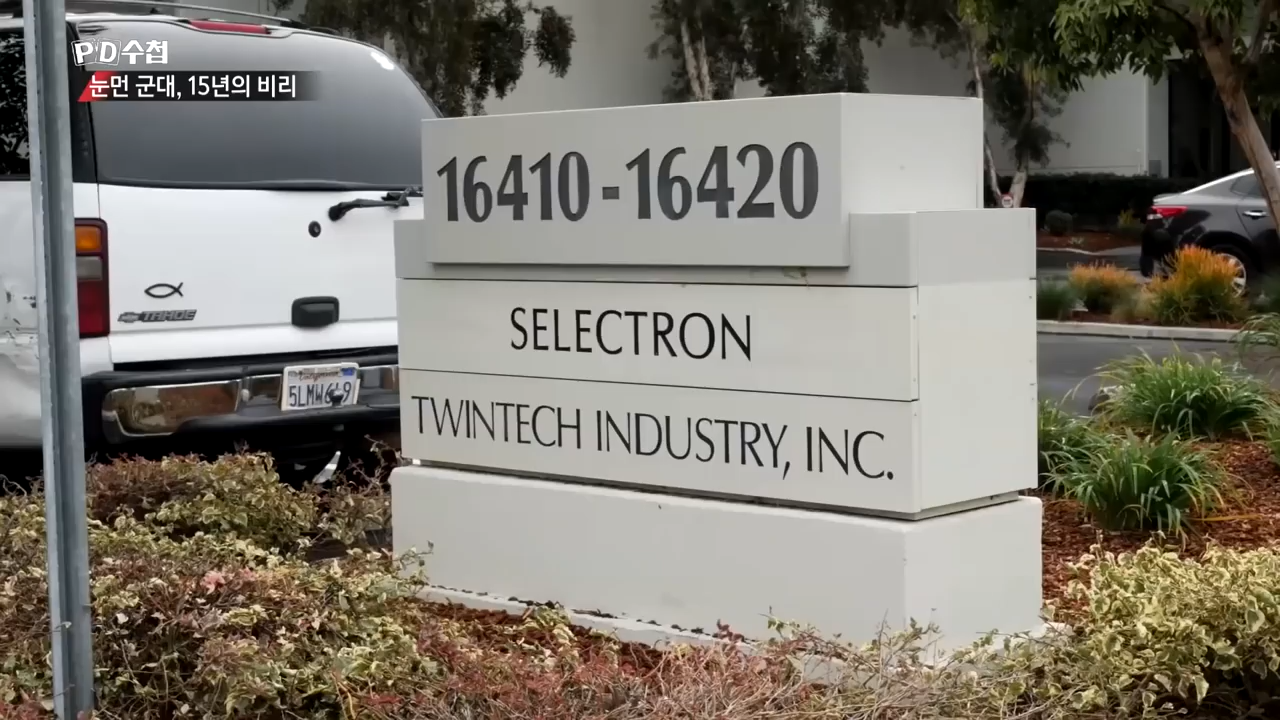 PD수첩
눈먼 군대, 15년의 비리
16410-16420
SELECTRON
TWINTECH INDUSTRY, INC.
TAHOE